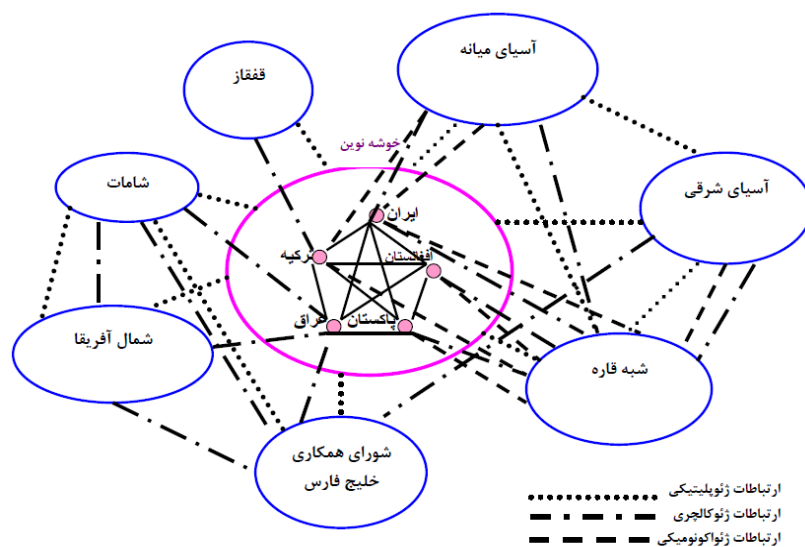 آسیای میانه
قفقاز
خوشه نوین
شامات
آسیای شرقی
ایران
ترکیه
افغانستان
عراق
پاکستان
شمال آفریقا
شبه قاره
شورای همکاری
خلیج فارس
ارتباطات ژئوپلیتیکی
ارتباطات ژئوکالچری
ارتباطات ژئواکونومیکی